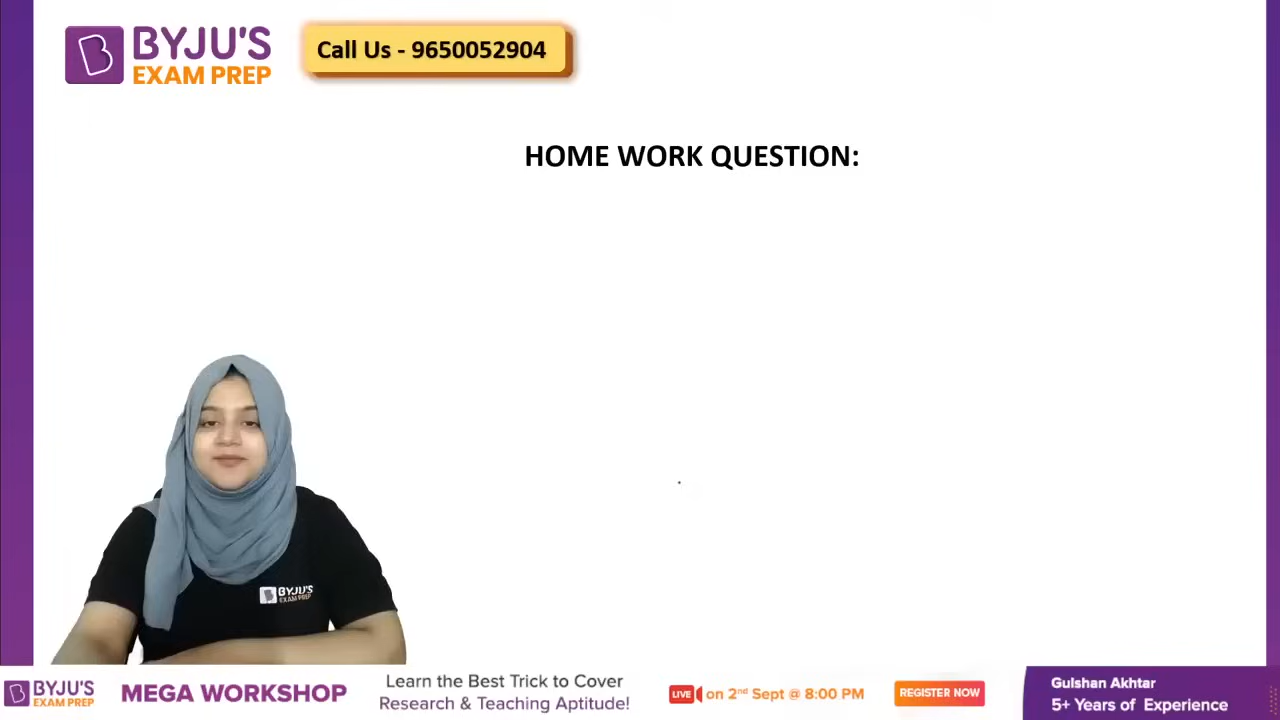 BYJU'S
EXAM PREP
Call Us - 9650052904
HOME WORK QUESTION:
BYJU'S
EXAM PREP
BYJU'S
EXAM PREP
MEGA WORKSHOP
Learn the Best Trick to Cover
Research & Teaching Aptitude!
LIVE on 2nd Sept @ 8:00 PM
REGISTER NOW
Gulshan Akhtar
5+ Years of Experience